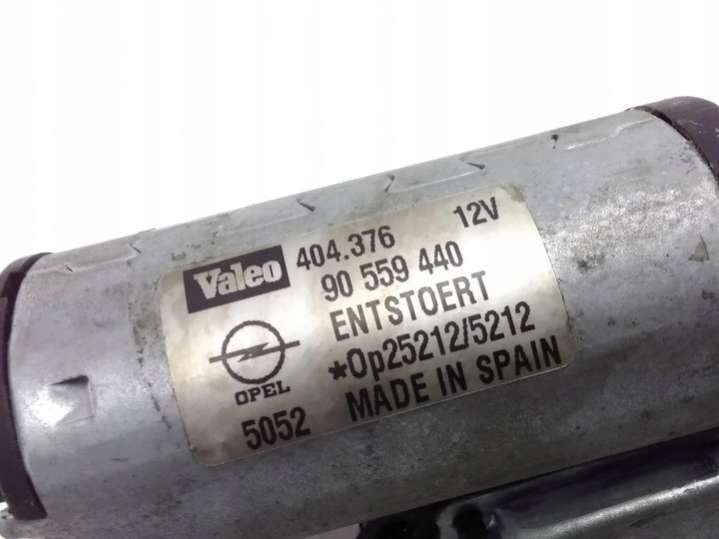 Valeo 404.376 12V
90 559 440
ENTSTOERT
OPEL *Op25212/5212
5052 MADE IN SPAIN